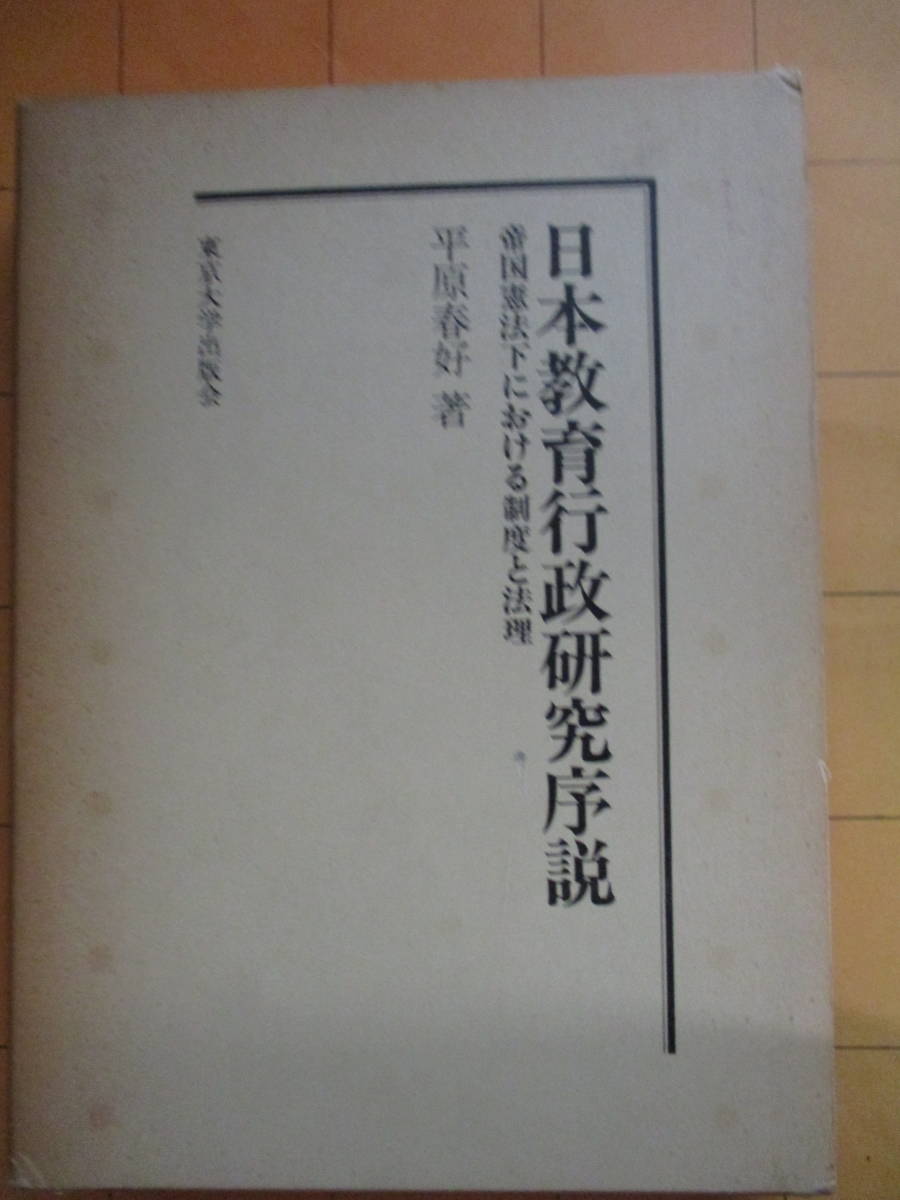 日本教育行政研究序説
帝国憲法下における制度と法理
平原春好 著
東京大学出版会